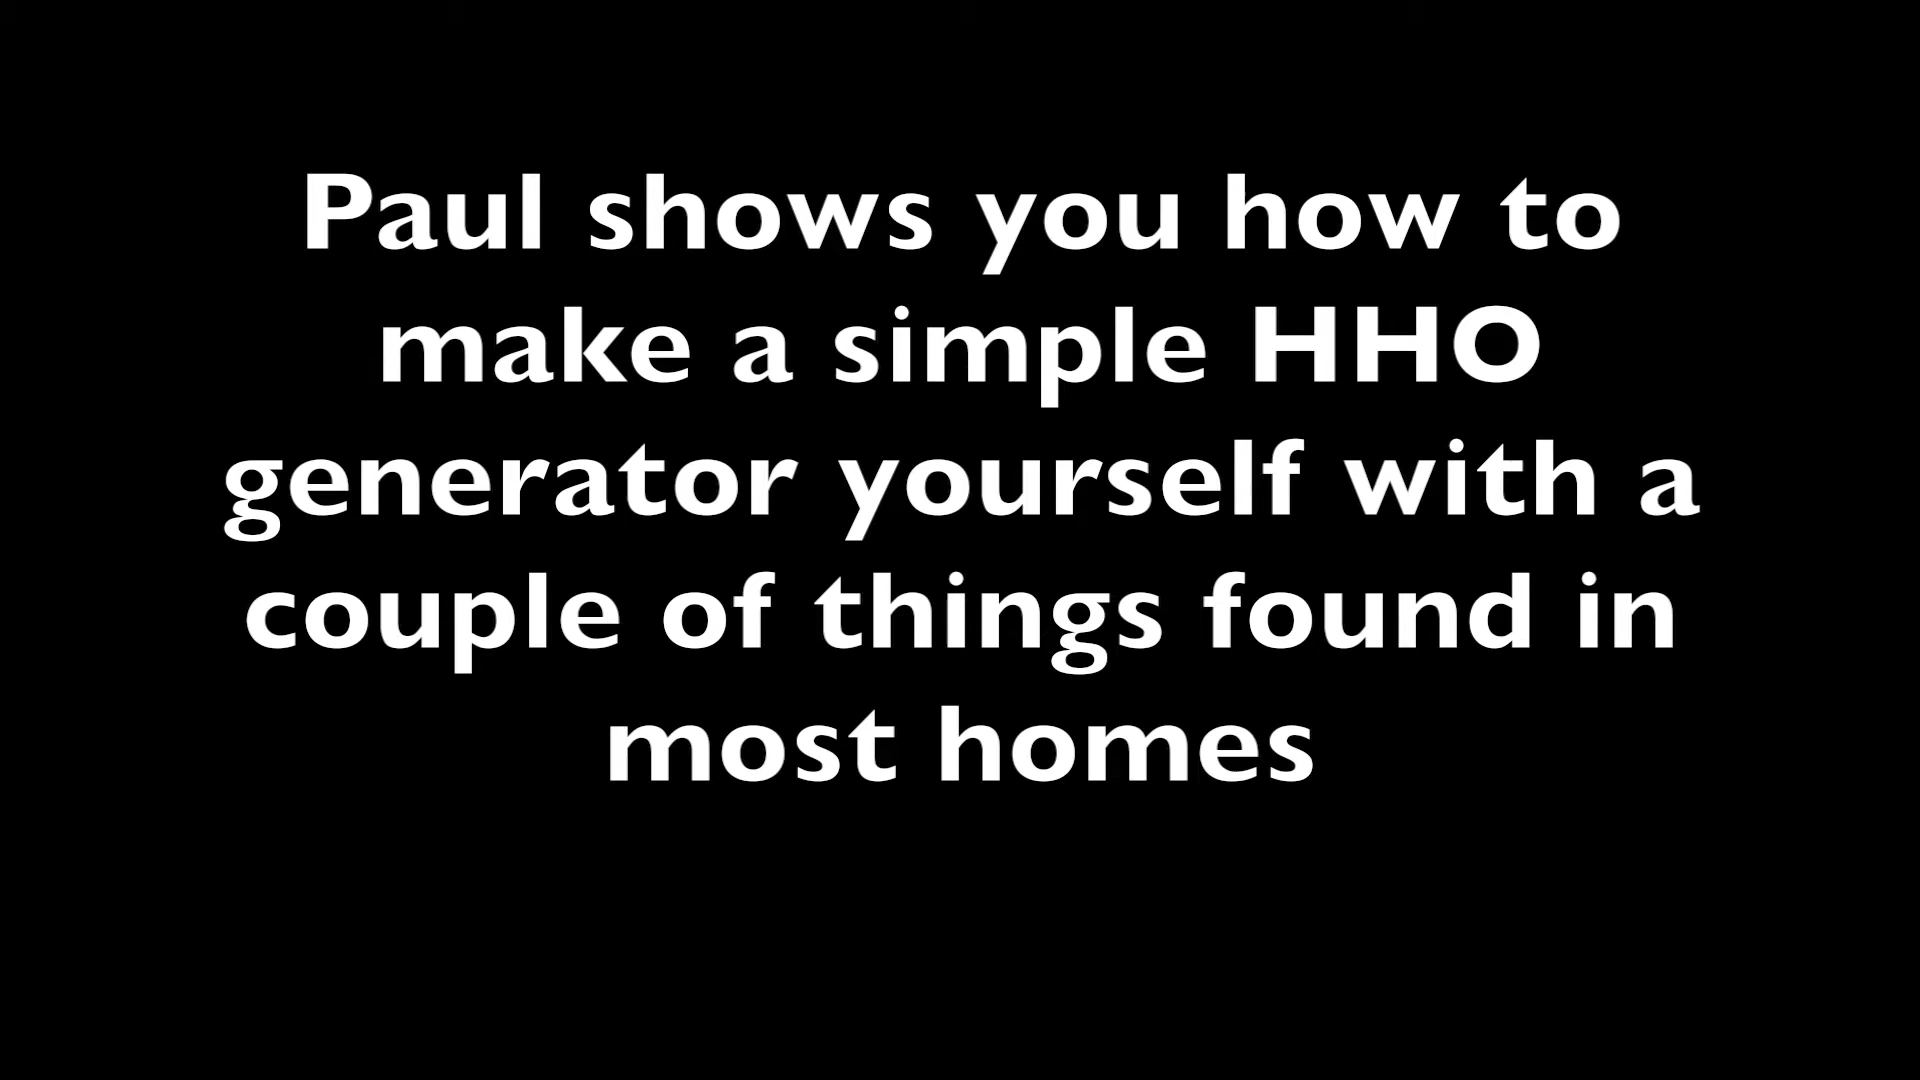 Paul shows you how to
make a simple HHO
generator yourself with a
couple of things found in
most homes